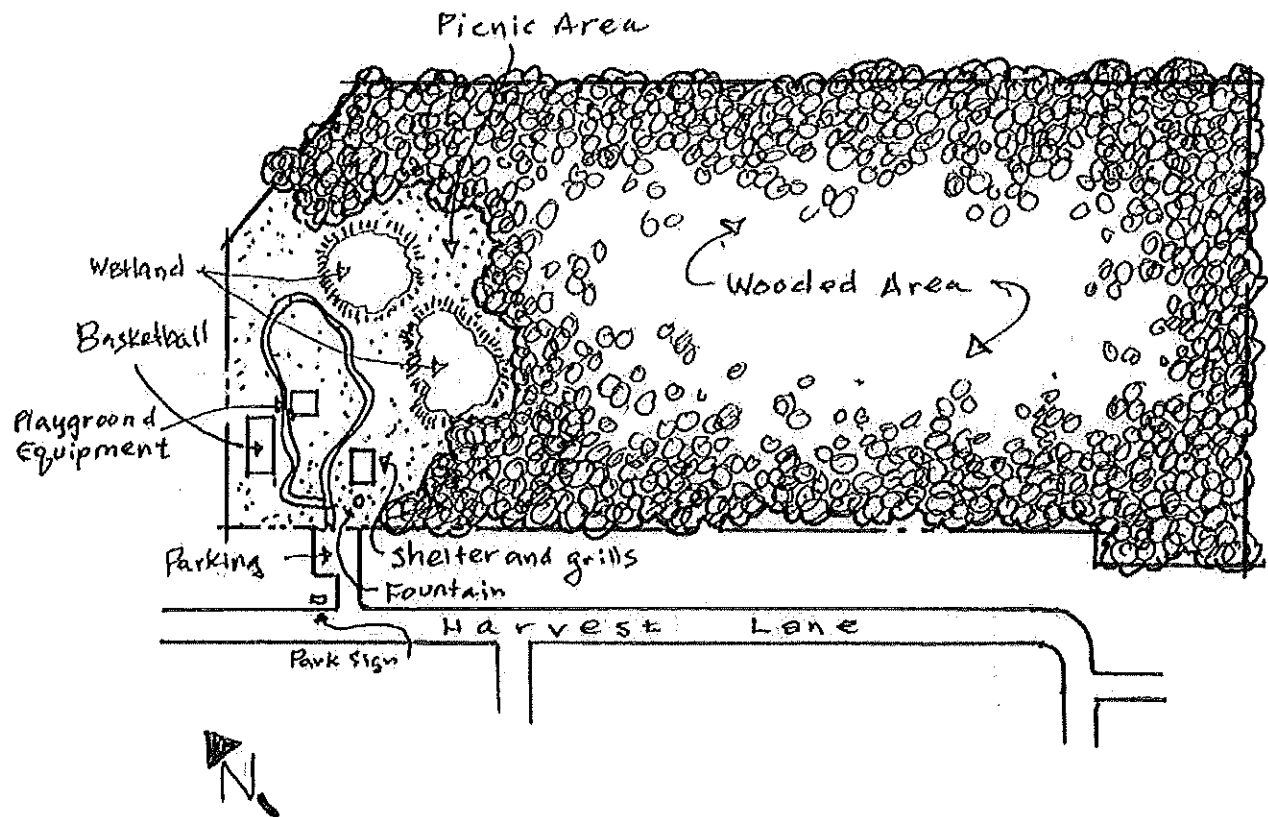 Picnic Area
Wetland
Wooded Area
Basketball
Playground
Equipment
Parking
Shelter and grills
Fountain
Harvest Lane
Park Sign
N